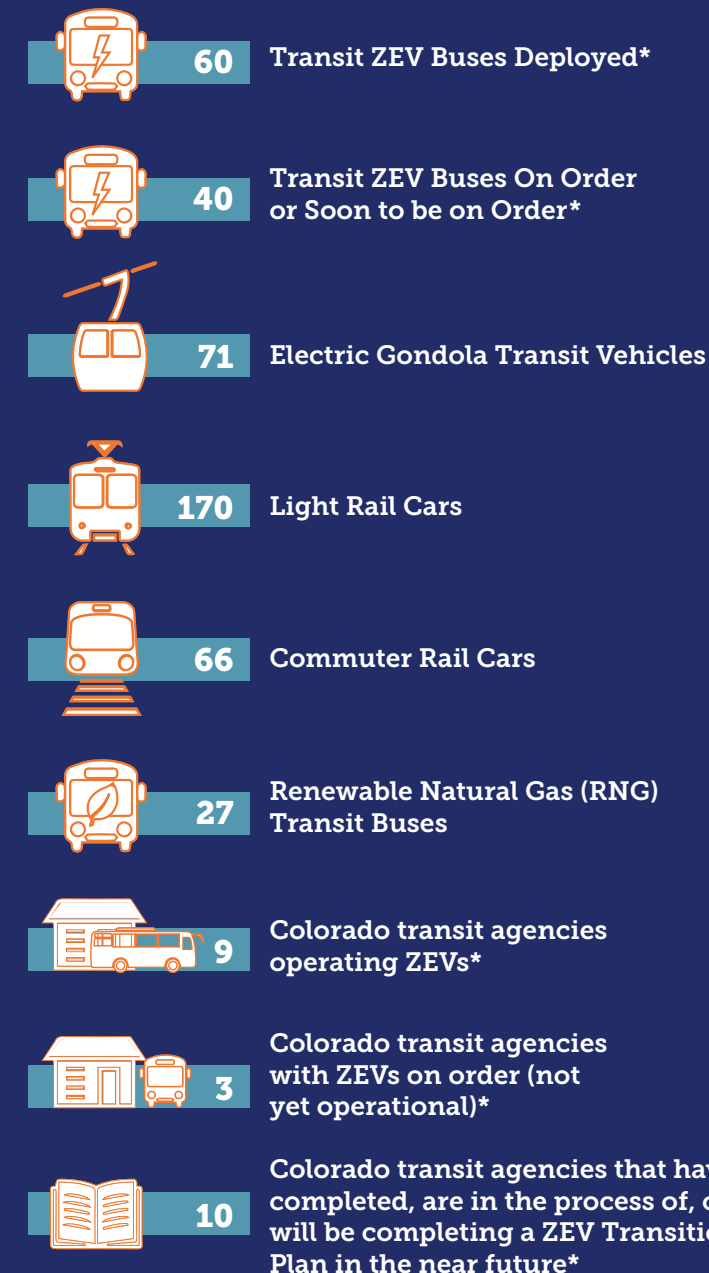 60 Transit ZEV Buses Deployed*
40 Transit ZEV Buses On Order
or Soon to be on Order*
71 Electric Gondola Transit Vehicles
170 Light Rail Cars
66 Commuter Rail Cars
27 Renewable Natural Gas (RNG)
Transit Buses
9 Colorado transit agencies
operating ZEVs*
3 Colorado transit agencies
with ZEVs on order (not
yet operational)*
10 Colorado transit agencies that
completed, are in the process of,
will be completing a ZEV
Plan in the near future*